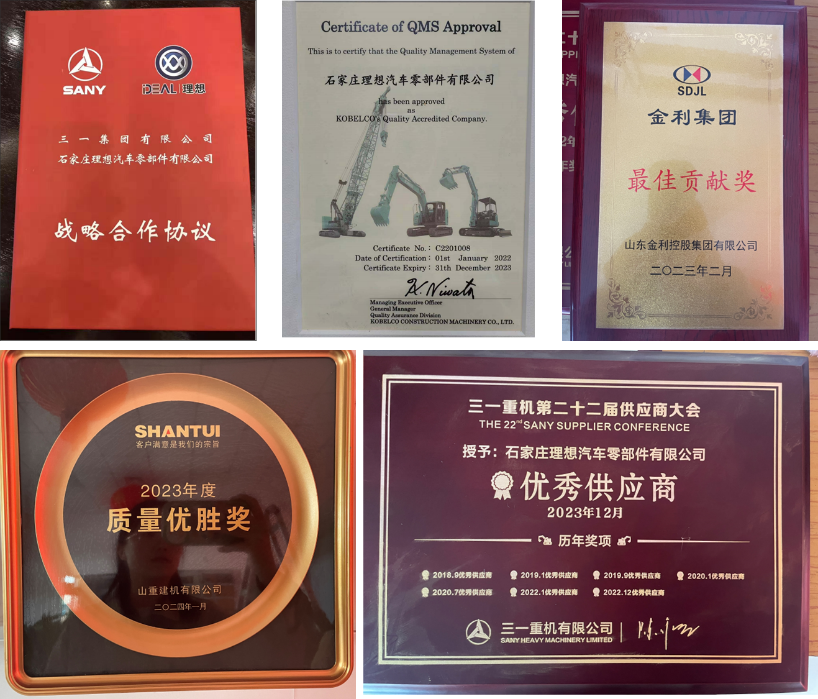 SANY
iDEAL 理想
三一集团有限公司
石家庄理想汽车零部件有限公司
战略合作协议
Certificate of QMS Approval
This is to certify that the Quality Management System of
石家庄理想汽车零部件有限公司
has been approved
as
KOBELCO's Quality Accredited Company.
Certificate No.: C2201008
Date of Certification: 01st January 2022
Certificate Expiry: 31th December 2023
Managing Executive Officer
General Manager
Quality Assurance Division
KOBELCO CONSTRUCTION MACHINERY CO., LTD.
SDJL
金利集团
最佳贡献奖
山东金利控股集团有限公司
二〇二三年二月
SHANTUI
客户满意是我们的宗旨
2023年度
质量优胜奖
山重建机有限公司
二〇二四年一月
三一重机第二十二届供应商大会
THE 22nd SANY SUPPLIER CONFERENCE
授予：石家庄理想汽车零部件有限公司
优秀供应商
2023年12月
历年奖项
2018.9优秀供应商 2019.1优秀供应商 2019.9优秀供应商 2020.1优秀供应商
2020.7优秀供应商 2022.1优秀供应商 2022.12优秀供应商
三一重机有限公司
SANY HEAVY MACHINERY LIMITED